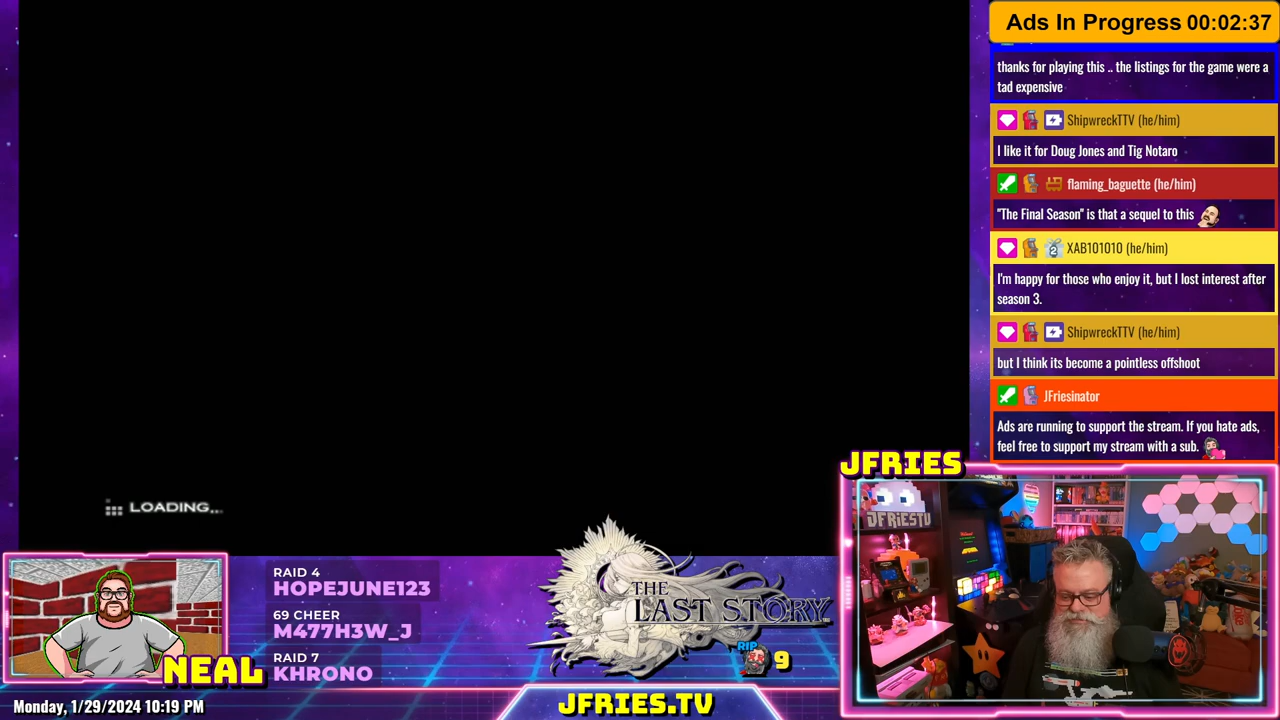 Ads In Progress 00:02:37
thanks for playing this .. the listings for the game were a
tad expensive
ShipwreckTTV (he/him)
I like it for Doug Jones and Tig Notaro
flaming_baguette (he/him)
"The Final Season" is that a sequel to this
2 XAB101010 (he/him)
I'm happy for those who enjoy it, but I lost interest after
season 3.
ShipwreckTTV (he/him)
but I think its become a pointless offshoot
JFriesinator
Ads are running to support the stream. If you hate ads,
feel free to support my stream with a sub.
JFRIES
JFRIESTV
LOADING...
NEAL
RAID 4
HOPEJUNE123
69 CHEER
M477H3W_J
RAID 7
KHRONO
THE
LAST STORY
RIP
9
JFRIES.TV
Monday, 1/29/2024 10:19 PM